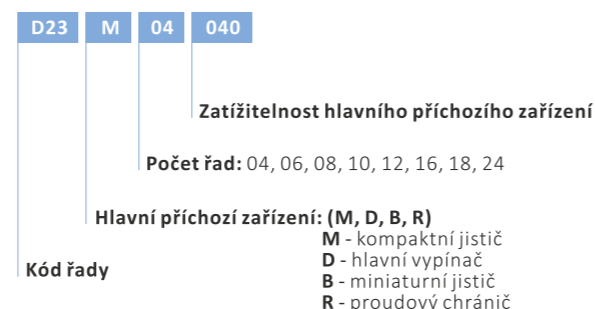 D23 M 04 040
Zatížitelnost hlavního příchozího zařízení
Počet řad: 04, 06, 08, 10, 12, 16, 18, 24
Hlavní příchozí zařízení: (M, D, B, R)
M - kompaktní jistič
D - hlavní vypínač
Kód řady
B - miniaturní jistič
R - proudový chránič